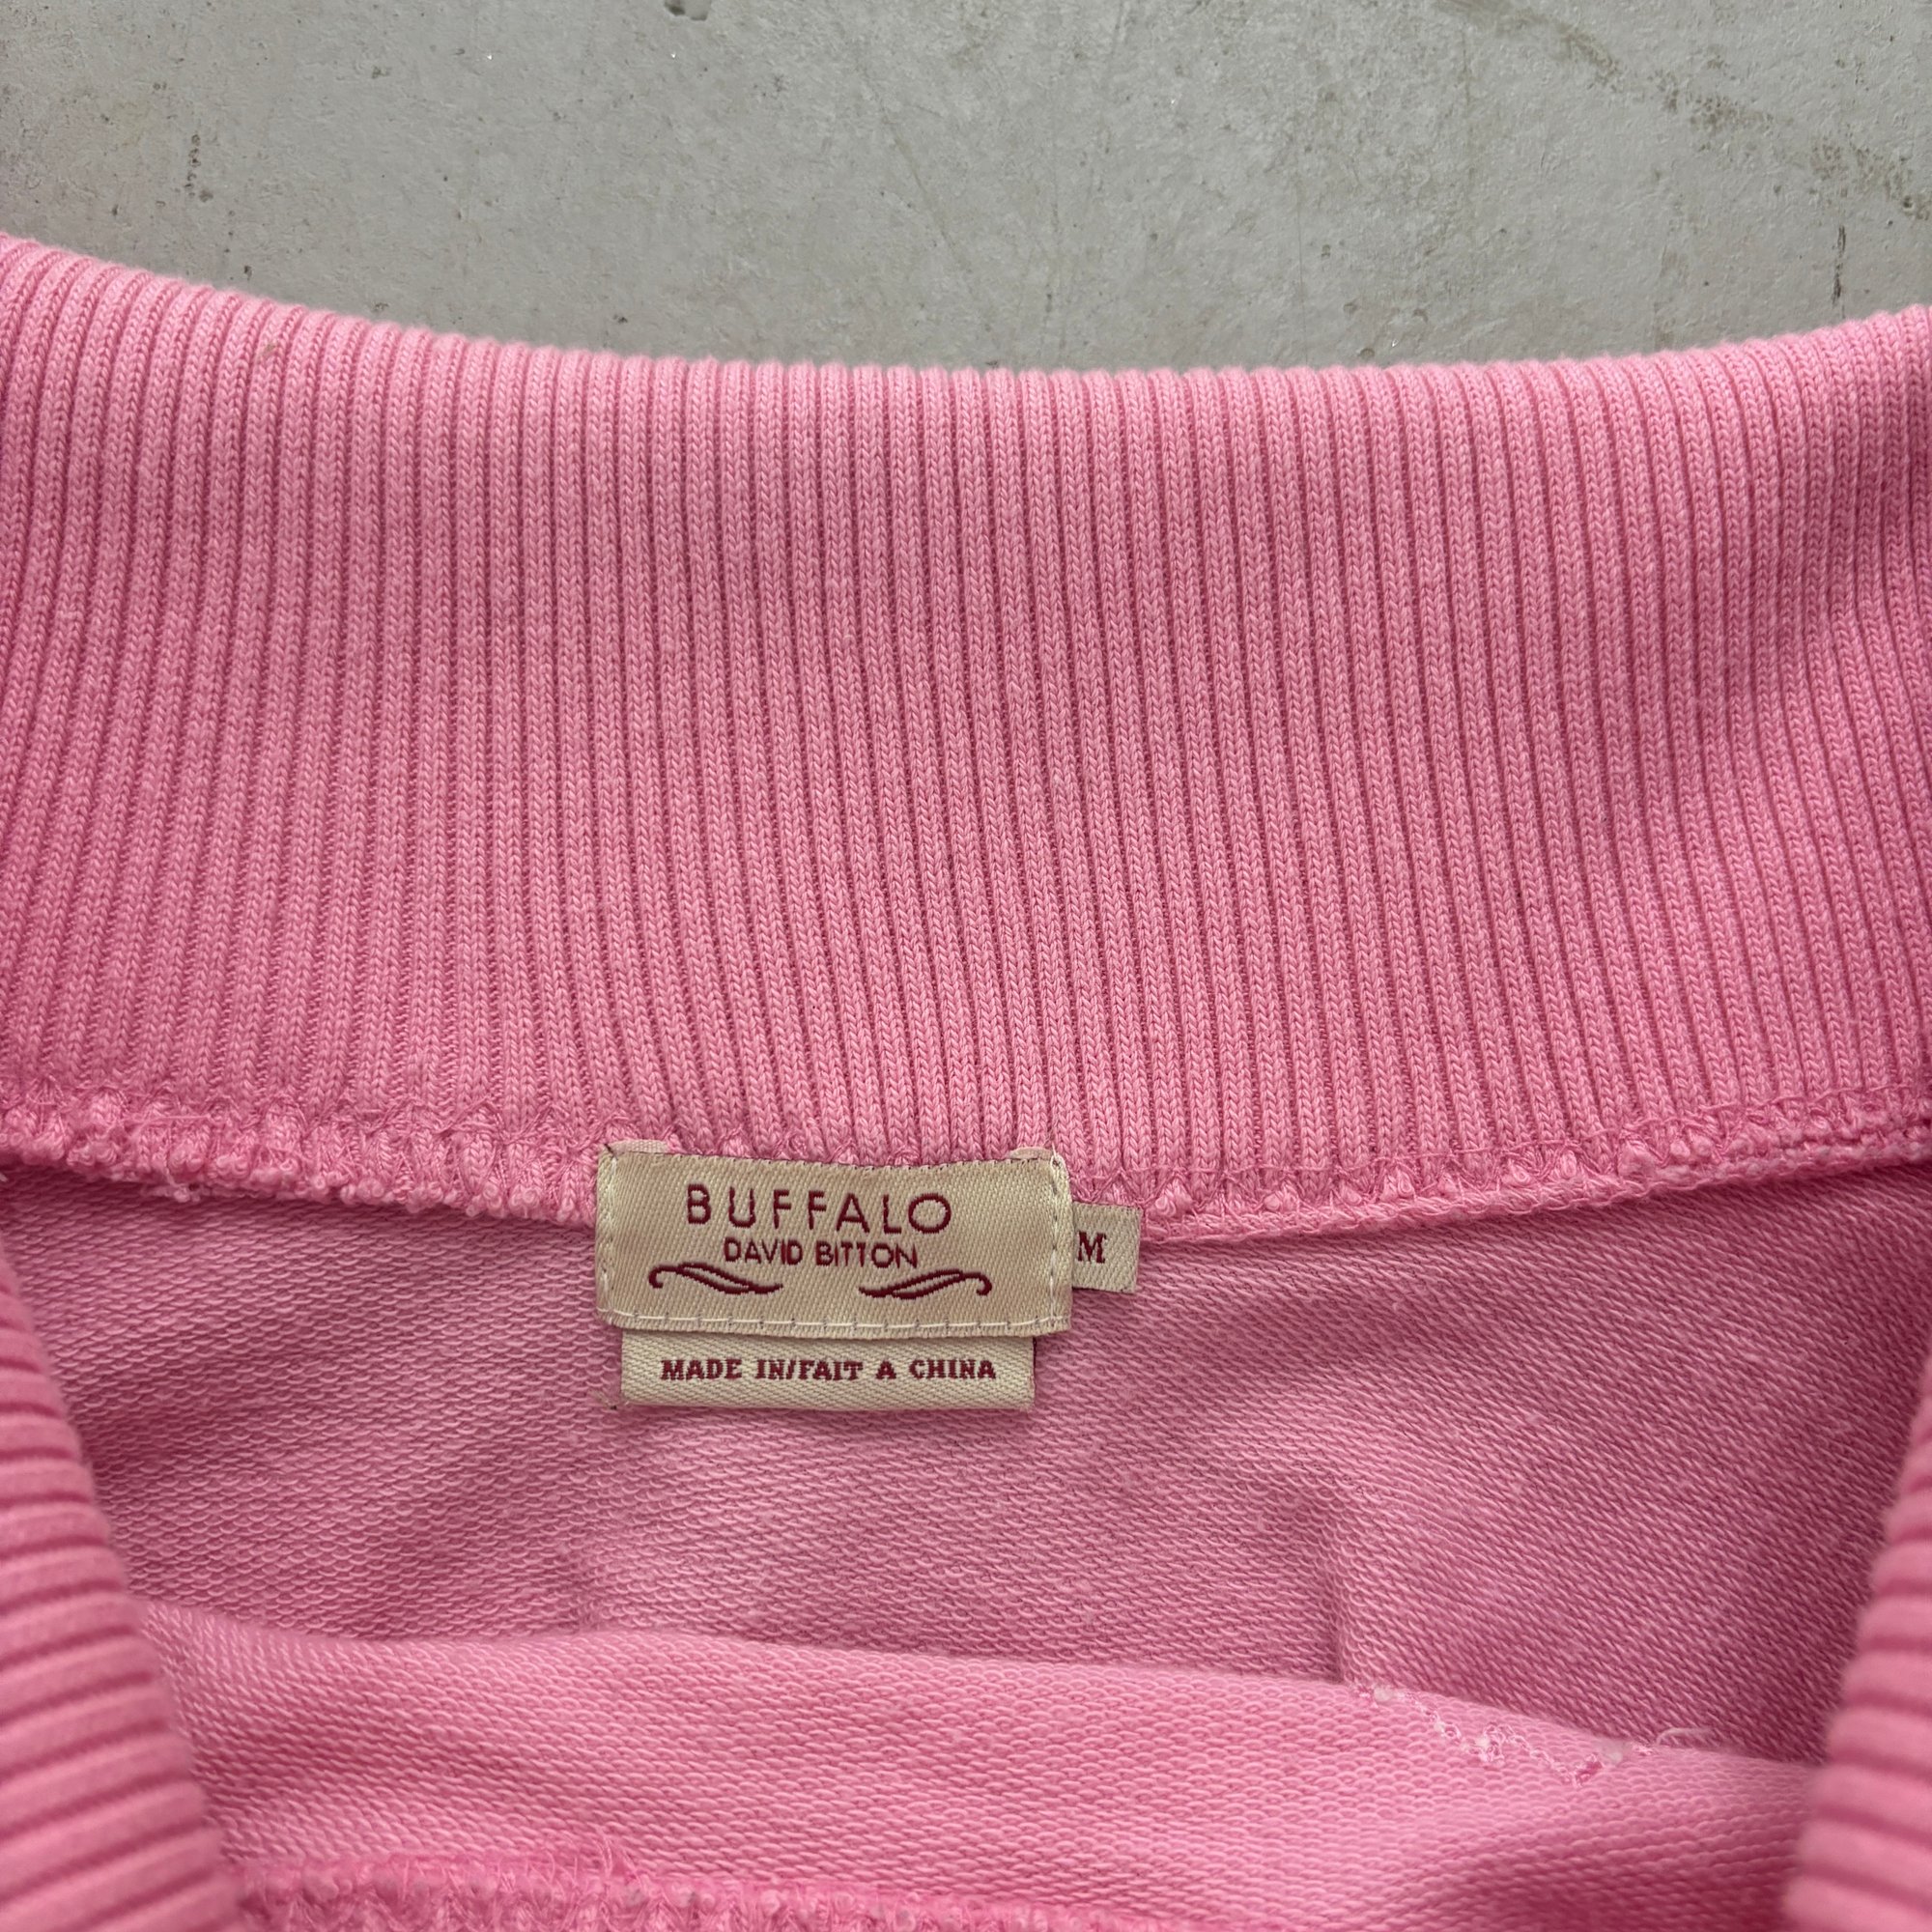 BUFFALO
DAVID BITTON
M
MADE IN/FAIT A CHINA